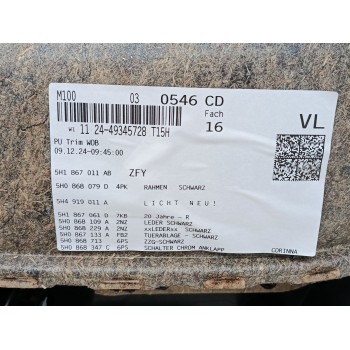 M100 03 0546 CD
Fach
16
VL
W1 11 24-49345728 T15H
PU Trim WOB
09.12.24-09:45:00
5H1 867 011 AB ZFY
5H0 868 079 D 4PK RAHMEN SCHWARZ
5H4 919 011 A LICHT NEU!
5H1 867 061 D 7KB 20 Jahre - R
5H0 868 109 A 2NZ LEDER SCHWARZ
5H0 868 229 A 2NZ xxLEDERxx SCHWARZ
5H0 867 133 A FB2 TUERABLAGE - SCHWARZ
5H0 868 713 6PS ZZG-SCHWARZ
5H0 868 347 C 6PS SCHALTER CHROM ANKLAPP
CORINNA